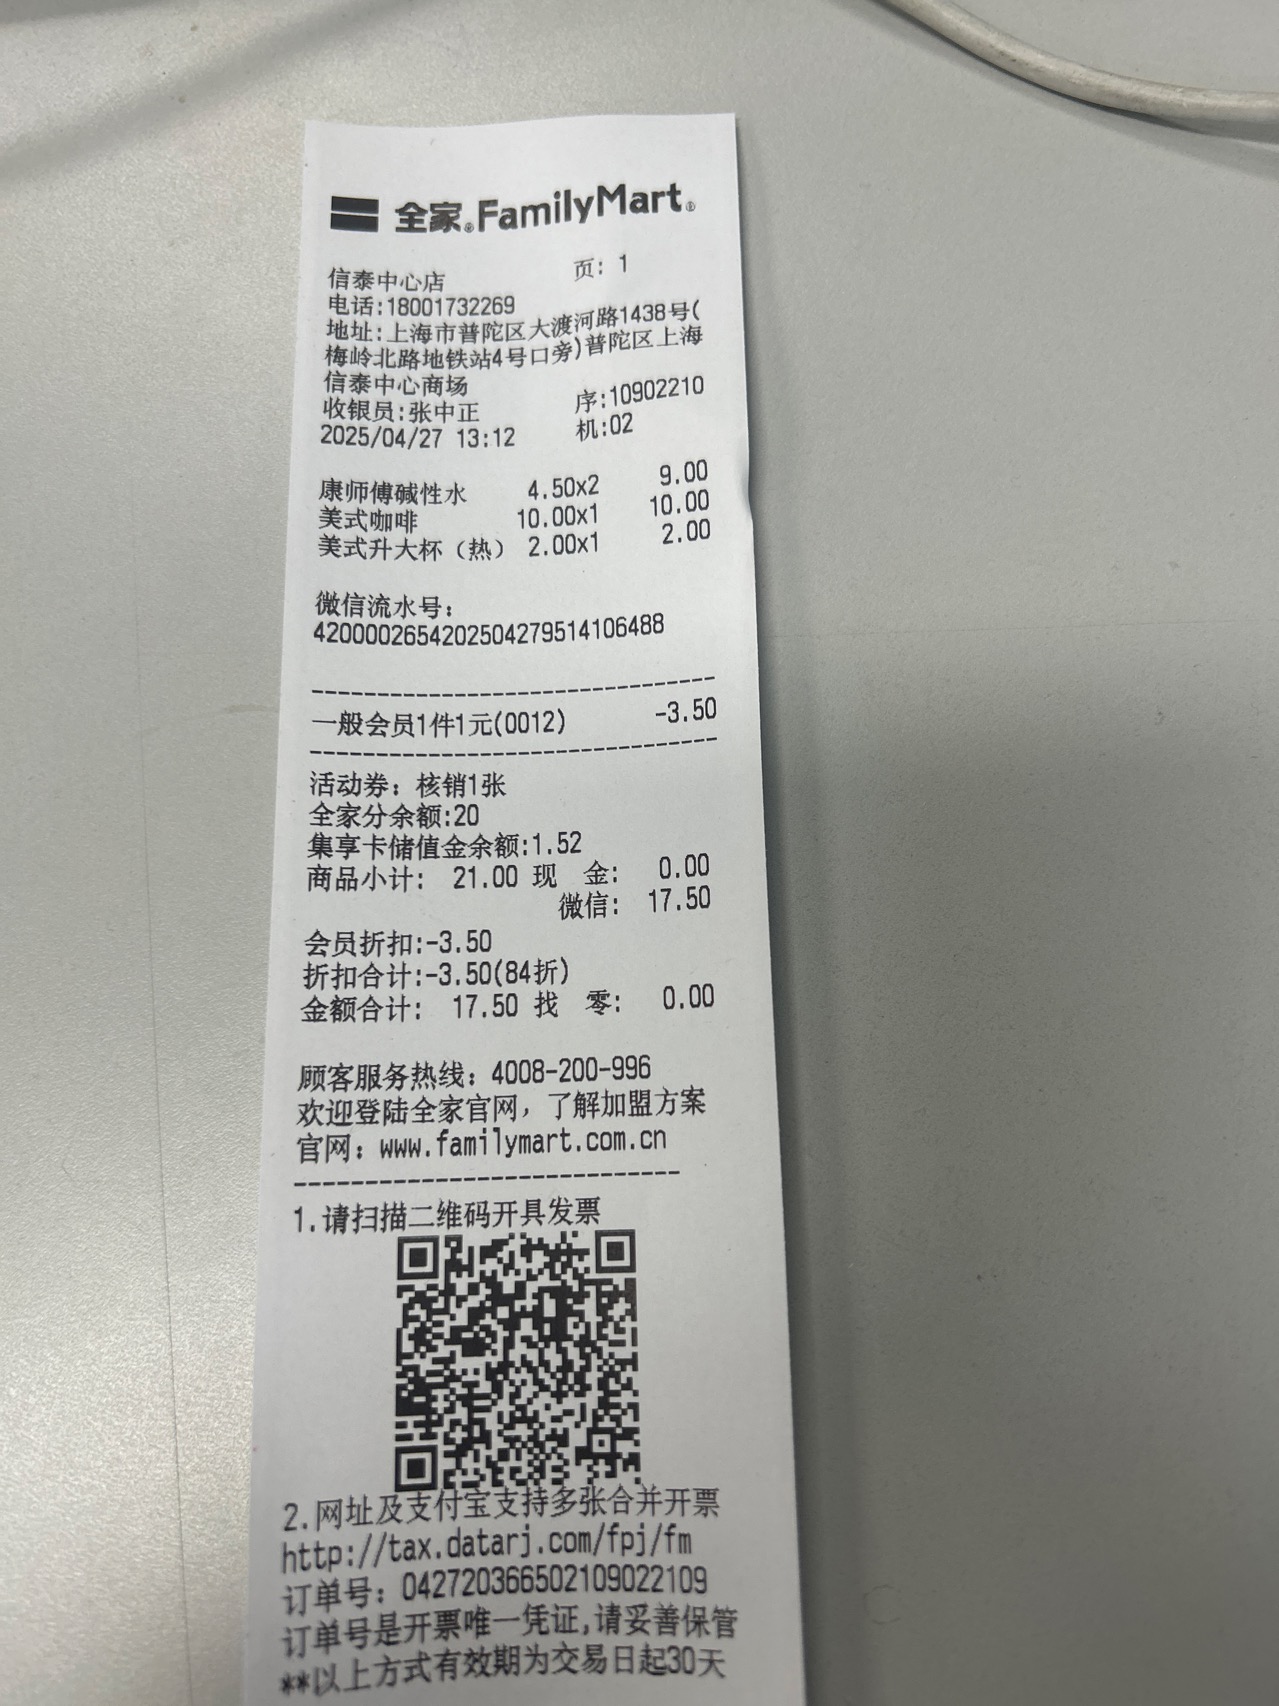 全家®FamilyMart®
信泰中心店 页: 1
电话:18001732269
地址:上海市普陀区大渡河路1438号(
梅岭北路地铁站4号口旁)普陀区上海
信泰中心商场
收银员:张中正 序:10902210
2025/04/27 13:12 机:02
康师傅碱性水 4.50x2 9.00
美式咖啡 10.00x1 10.00
美式升大杯（热） 2.00x1 2.00
微信流水号:
4200002654202504279514106488
一般会员1件1元(0012) -3.50
活动券: 核销1张
全家分余额:20
集享卡储值金余额:1.52
商品小计: 21.00 现 金: 0.00
微信: 17.50
会员折扣:-3.50
折扣合计:-3.50(84折)
金额合计: 17.50 找 零: 0.00
顾客服务热线: 4008-200-996
欢迎登陆全家官网，了解加盟方案
官网: www.familymart.com.cn
1.请扫描二维码开具发票
2.网址及支付宝支持多张合并开票
http://tax.datarj.com/fpj/fm
订单号: 042720366502109022109
订单号是开票唯一凭证,请妥善保管
**以上方式有效期为交易日起30天